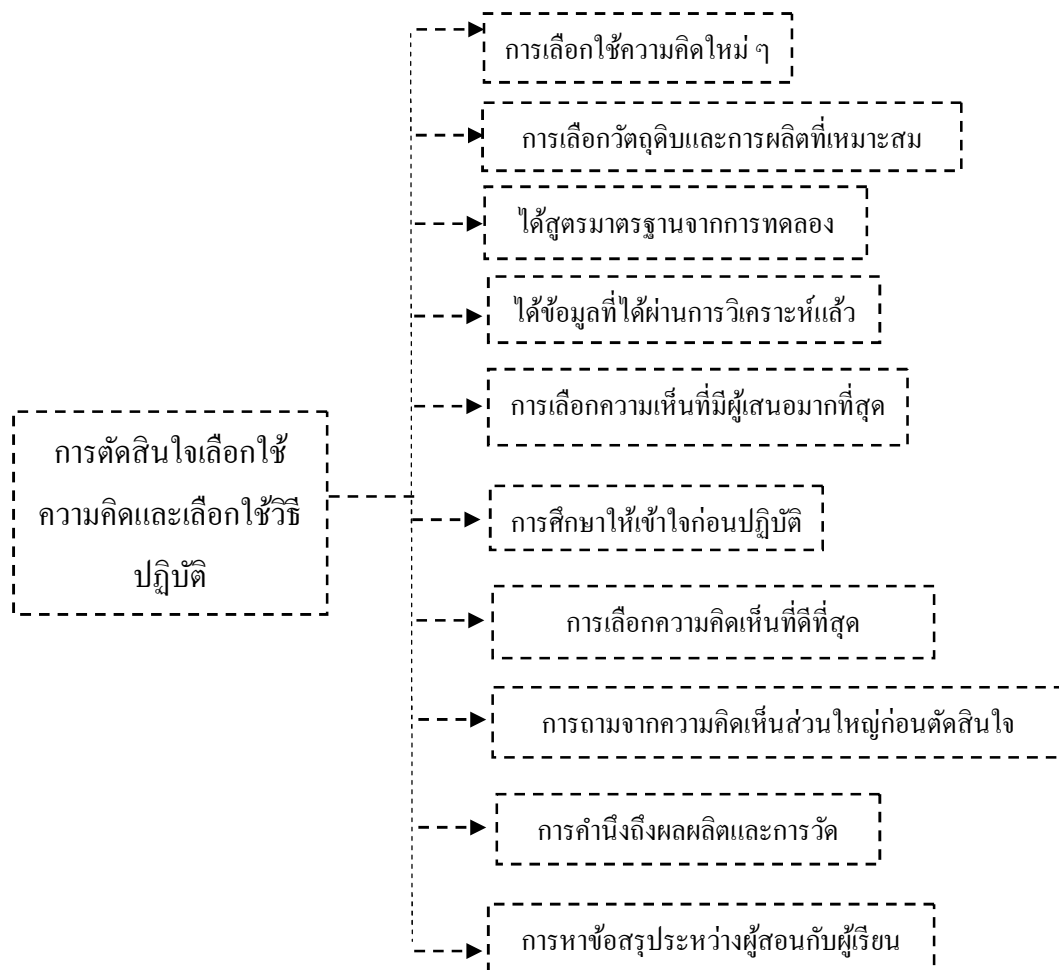 การเลือกใช้ความคิดใหม่ ๆ
การเลือกวัตถุดิบและการผลิตที่เหมาะสม
ได้สูตรมาตรฐานจากการทดลอง
ได้ข้อมูลที่ได้ผ่านการวิเคราะห์แล้ว
การเลือกความเห็นที่มีผู้เสนอมากที่สุด
การตัดสินใจเลือกใช้
ความคิดและเลือกใช้วิธี
ปฏิบัติ
การศึกษาให้เข้าใจก่อนปฏิบัติ
การเลือกความคิดเห็นที่ดีที่สุด
การถามจากความคิดเห็นส่วนใหญ่ก่อนตัดสินใจ
การคำนึงถึงผลผลิตและการวัด
การหาข้อสรุประหว่างผู้สอนกับผู้เรียน